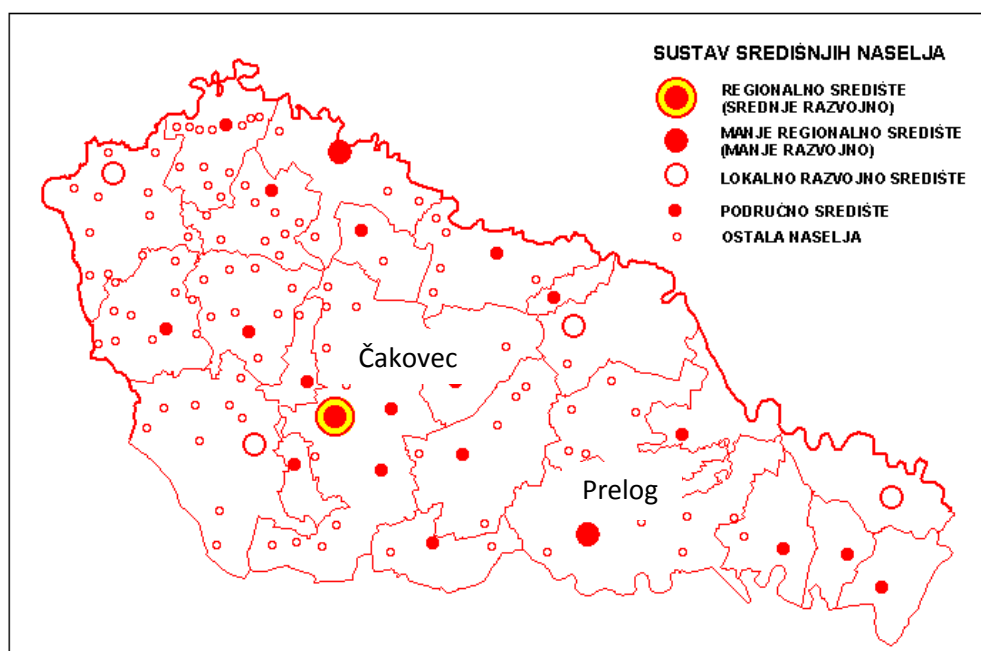 SUSTAV SREDIŠNJIH NASELJA
REGIONALNO SREDIŠTE
(SREDNJE RAZVOJNO)
MANJE REGIONALNO SREDIŠTE
(MANJE RAZVOJNO)
LOKALNO RAZVOJNO SREDIŠTE
PODRUČNO SREDIŠTE
OSTALA NASELJA
Čakovec
Prelog